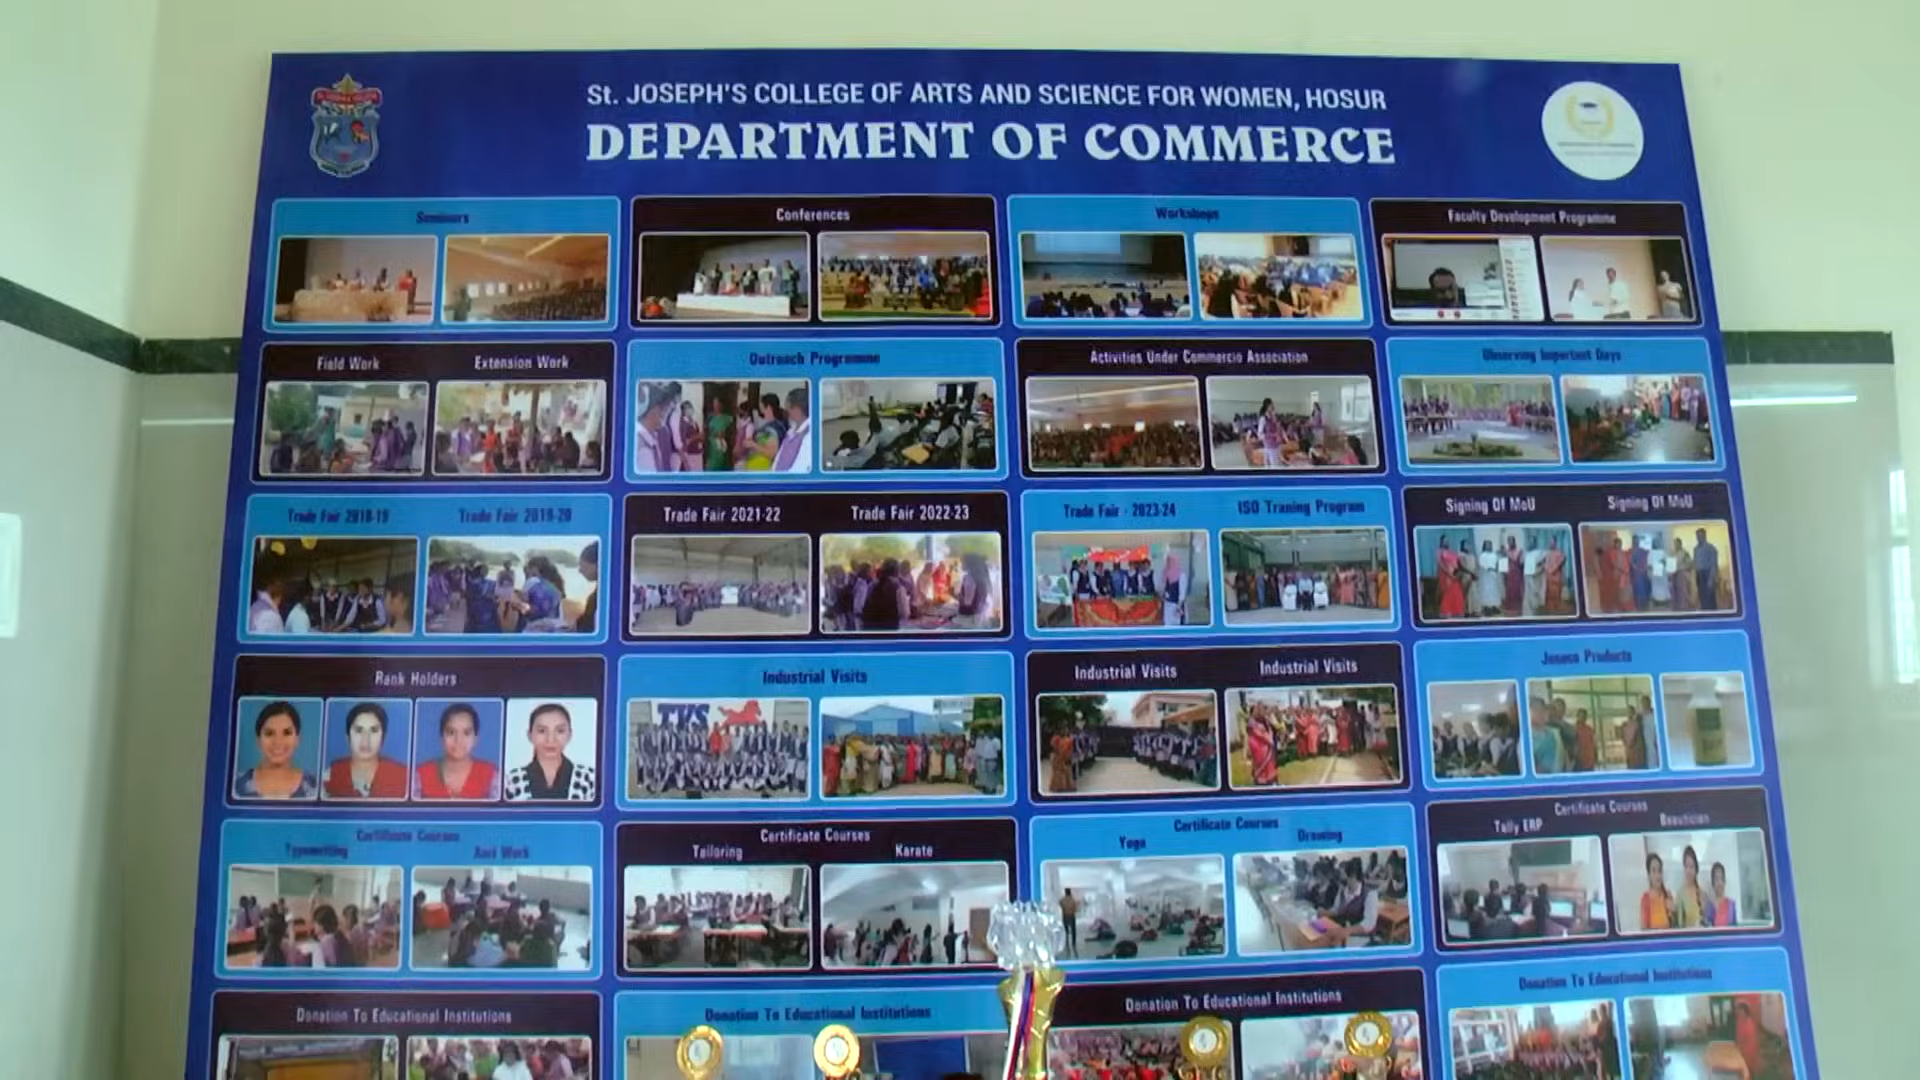 St. JOSEPH'S COLLEGE OF ARTS AND SCIENCE FOR WOMEN, HOSUR
DEPARTMENT OF COMMERCE
Seminars
Conferences
Workshops
Faculty Development Programme
Field Work
Extension Work
Outreach Programme
Activities Under Commercio Association
Observing Important Days
Trade Fair 2018-19
Trade Fair 2019-20
Trade Fair 2021-22
Trade Fair 2022-23
Trade Fair - 2023-24
ISO Traning Program
Signing Of MoU
Signing Of MoU
Rank Holders
Industrial Visits
TVS
Industrial Visits
Industrial Visits
Products
Certificate Courses
Typewriting
Aari Work
Certificate Courses
Tailoring
Karate
Certificate Courses
Yoga
Drawing
Certificate Courses
Tally ERP
Beautician
Donation To Educational Institutions
Donation To Educational Institutions
Donation To Educational Institutions
Donation To Educational Institutions